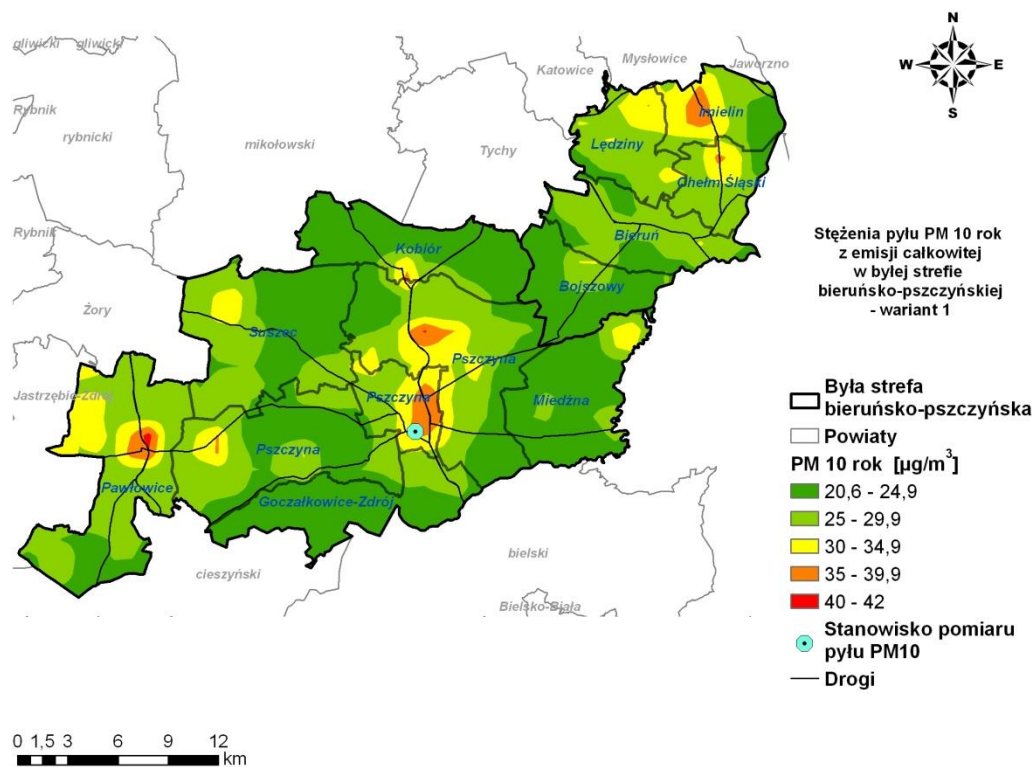 gliwicki gliwicki
Mysłowice
Katowice
Jaworzno
Rybnik
rybnicki
mikołowski
Tychy
Imielin
Lędziny
Chełm Śląski
Rybnik
Kobiór
Bieruń
Bojszowy
Żory
Suszec
Pszczyna
Jastrzębie-Zdrój
Pszczyna
Miedźna
Pszczyna
Pawłowice
Goczałkowice-Zdrój
cieszyński
bielski
Bielsko-Biała
N
W E
S
Stężenia pyłu PM 10 rok
z emisji całkowitej
w byłej strefie
bieruńsko-pszczyńskiej
- wariant 1
Była strefa
bieruńsko-pszczyńska
Powiaty
PM 10 rok [µg/m³]
20,6 - 24,9
25 - 29,9
30 - 34,9
35 - 39,9
40 - 42
Stanowisko pomiaru
pyłu PM10
Drogi
0 1,5 3 6 9 12
km